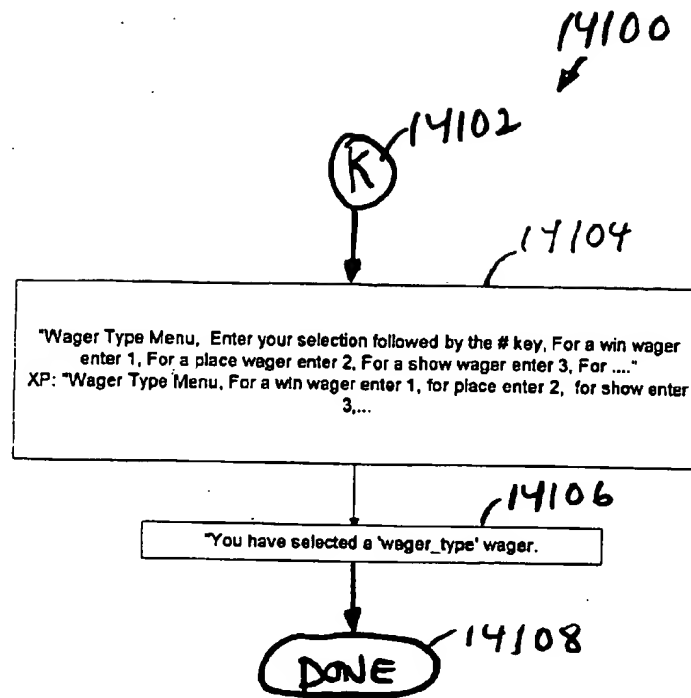 14100
14102
K
14104
"Wager Type Menu, Enter your selection followed by the # key, For a win wager
enter 1, For a place wager enter 2, For a show wager enter 3, For ...."
XP: "Wager Type Menu, For a win wager enter 1, for place enter 2, for show enter
3,...
14106
"You have selected a 'wager_type' wager.
14108
DONE